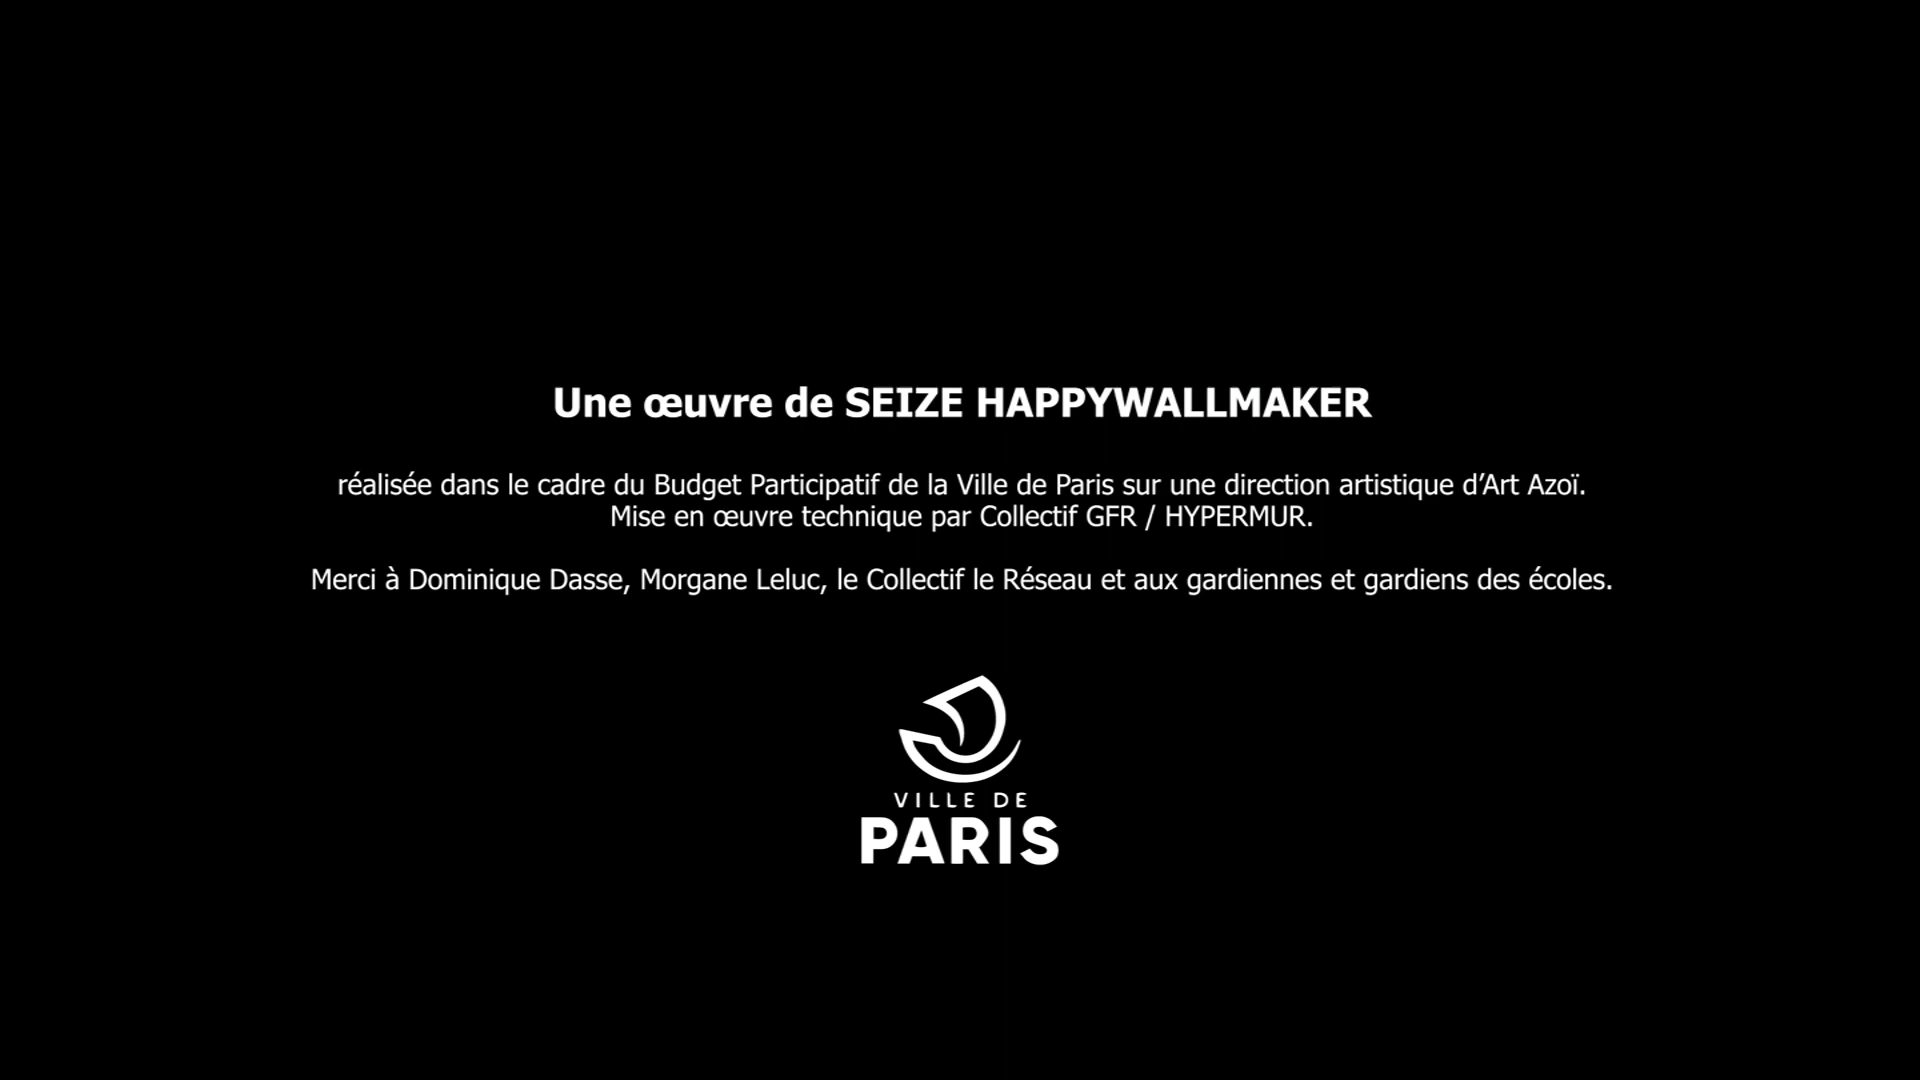 Une œuvre de SEIZE HAPPYWALLMAKER
réalisée dans le cadre du Budget Participatif de la Ville de Paris sur une direction artistique d’Art Azoï.
Mise en œuvre technique par Collectif GFR / HYPERMUR.
Merci à Dominique Dasse, Morgane Leluc, le Collectif le Réseau et aux gardiennes et gardiens des écoles.
VILLE DE
PARIS